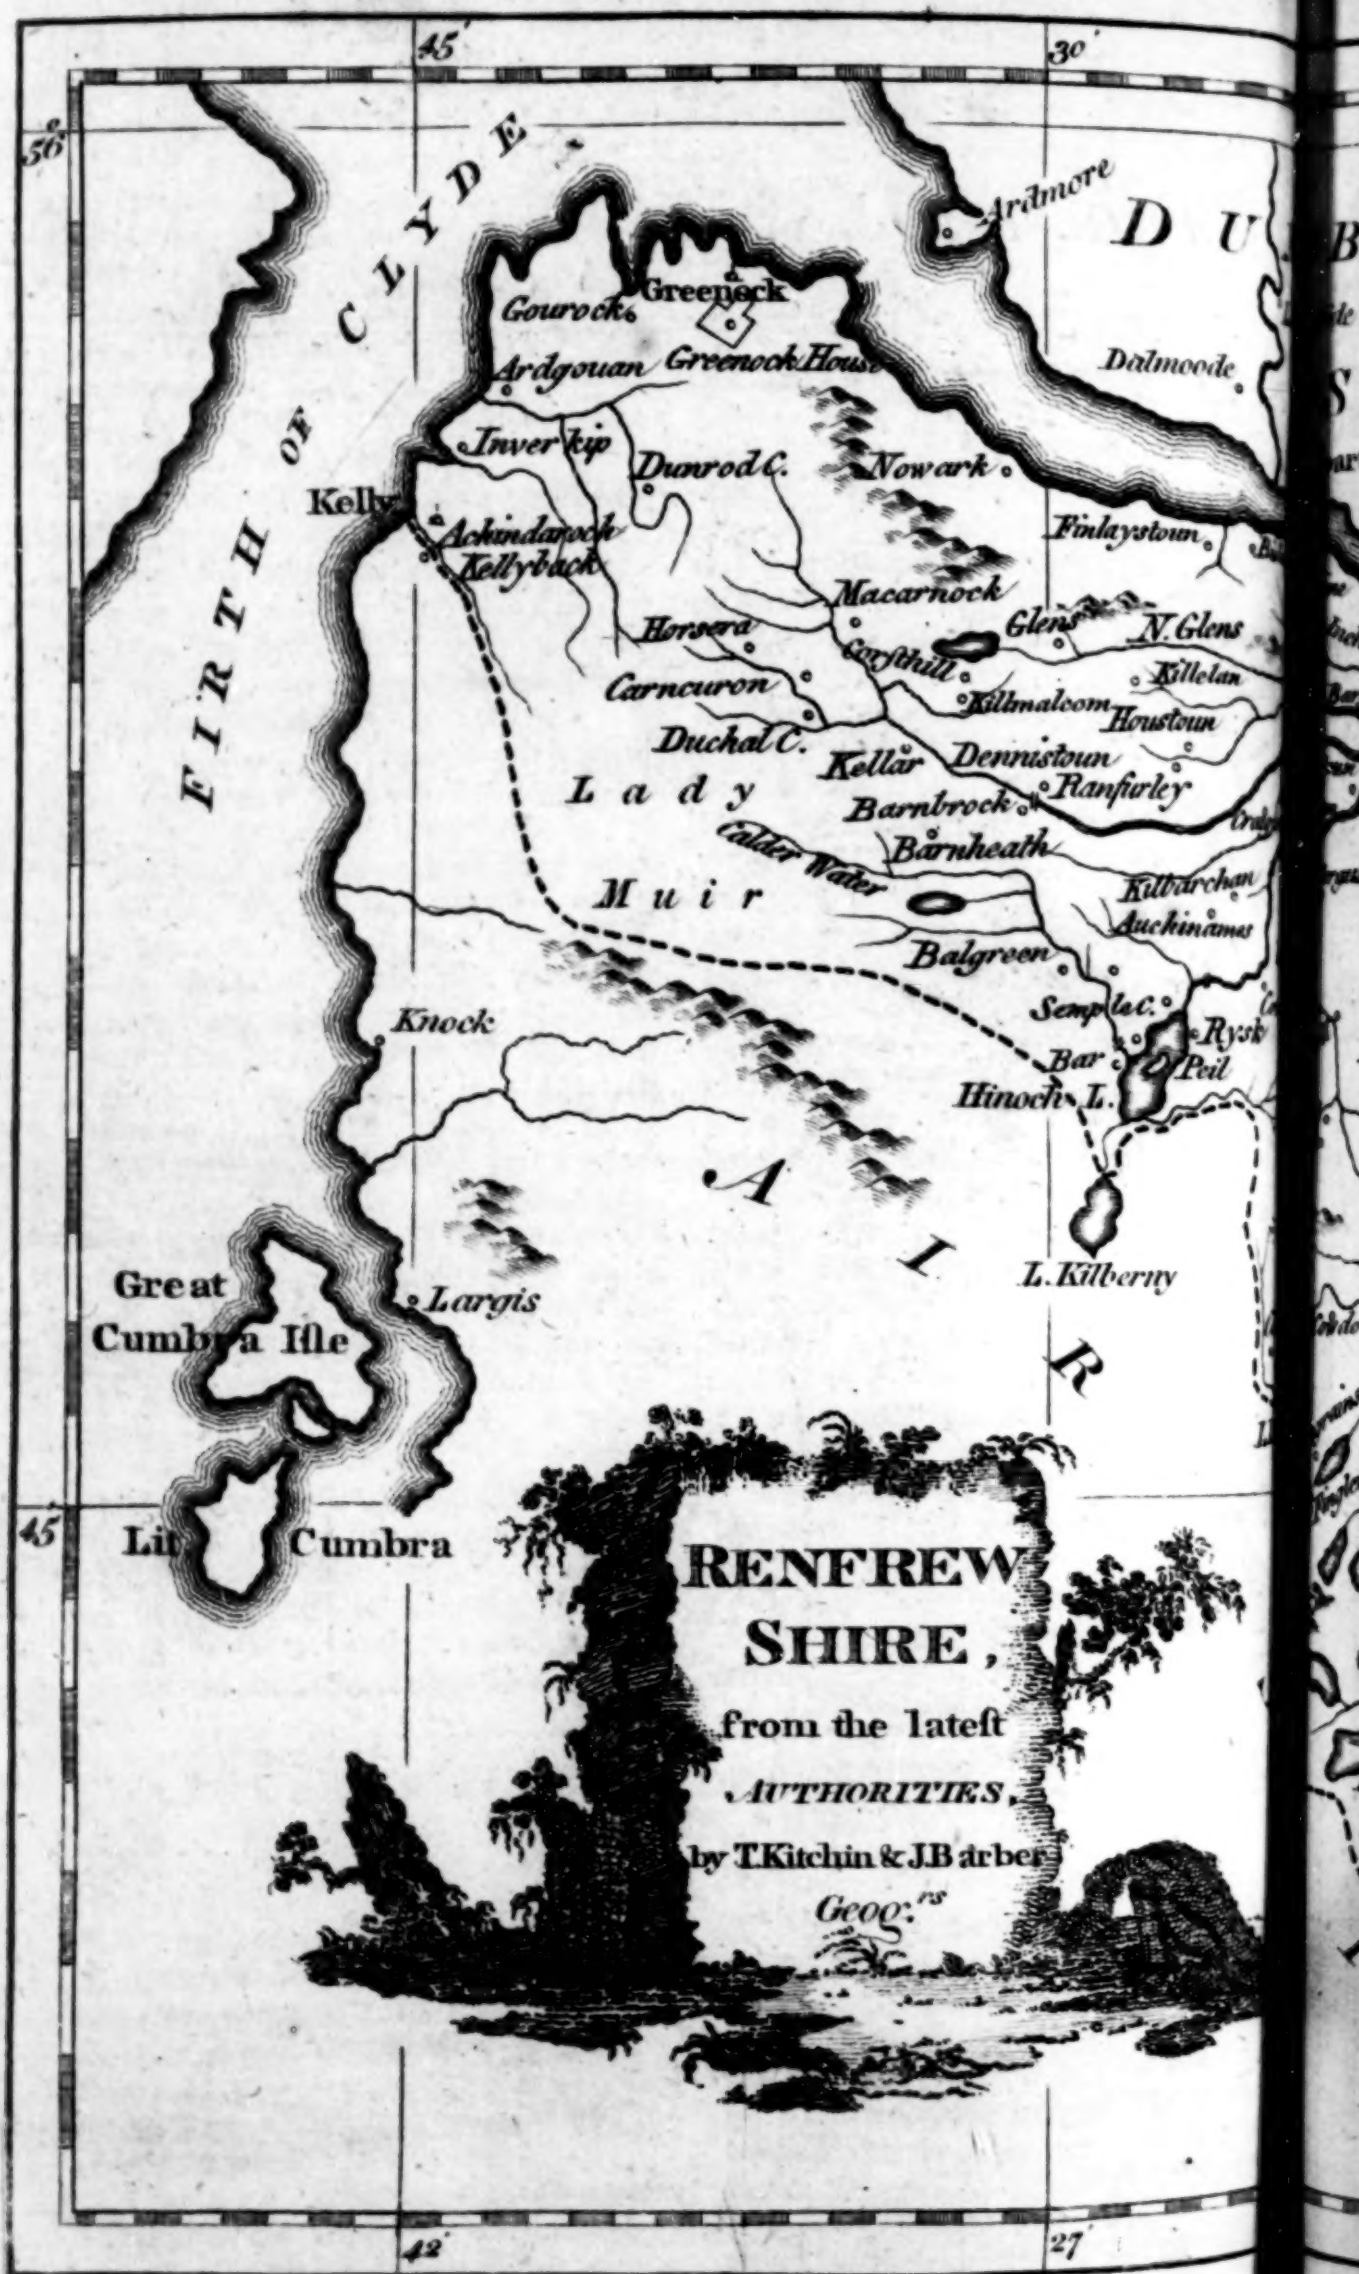 45'
30'
56°
FIRTH OF CLYDE
Ardmore
D U
B
Greenock
Gourock
Ardgouan
Greenock House
Dalmoode
S
Inverkip
Dunrod C.
Nowark
Kelly
Achindaroch
Kellyback
Finlaystoun
Macarnock
Horsera
Glens
N. Glens
Corsthill
Killelan
Carncuron
Killmalcom
Houstoun
Duchal C.
Kellar
Dennistoun
Ranfurley
Lady
Barnbrock
Calder Water
Barnheath
Muir
Kilbarchan
Auchinames
Balgreen
Semple C.
Knock
Rysk
Bar
Peil
Hinoch L.
A I R
L. Kilberny
Great
Cumbra Iſle
Largis
45'
Lit Cumbra
RENFREW
SHIRE,
from the lateſt
AUTHORITIES,
by T. Kitchin & J. Barber
Geog.rs
42'
27'